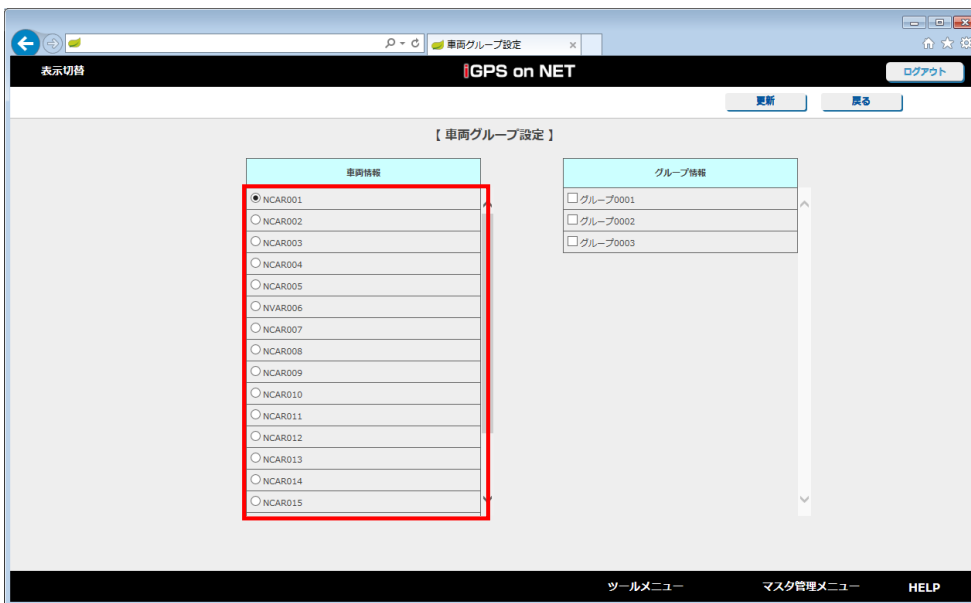 車両グループ設定
表示切替
iGPS on NET
ログアウト
更新
戻る
【 車両グループ設定 】
車両情報
NCAR001
NCAR002
NCAR003
NCAR004
NCAR005
NVAR006
NCAR007
NCAR008
NCAR009
NCAR010
NCAR011
NCAR012
NCAR013
NCAR014
NCAR015
グループ情報
グループ0001
グループ0002
グループ0003
ツールメニュー
マスタ管理メニュー
HELP